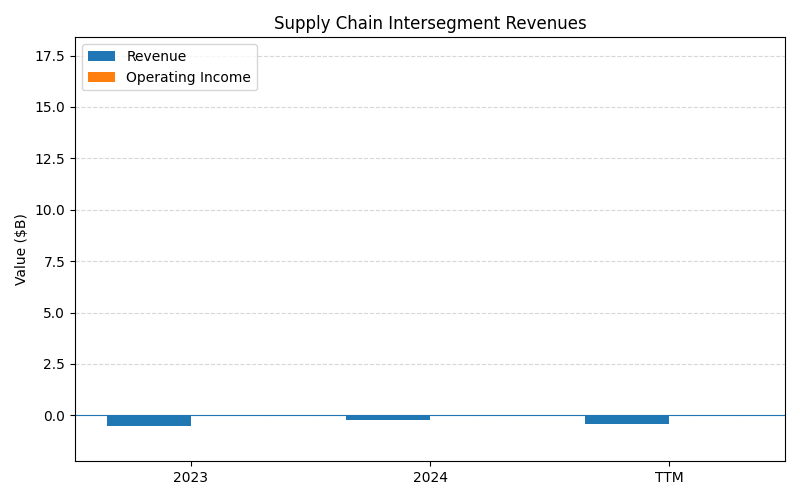 Supply Chain Intersegment Revenues
Revenue
Operating Income
Value ($B)
17.5
15.0
12.5
10.0
7.5
5.0
2.5
0.0
2023 2024 TTM